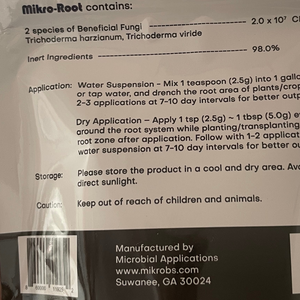 Mikro-Root contains:
2 species of Beneficial Fungi ---------------------- 2.0 x 10⁷
Trichoderma harzianum, Trichoderma viride
Inert Ingredients ------------------------------ 98.0%
Application: Water Suspension - Mix 1 teaspoon (2.5g) into 1
or tap water, and drench the root area of plants/
2-3 applications at 7-10 day intervals for better
Dry Application – Apply 1 tsp (2.5g) ~ 1 tbsp (5.0g)
around the root system while planting/transplanting
root zone after application. Follow with 1-2
water suspension at 7-10 day intervals for better
Storage: Please store the product in a cool and dry area.
direct sunlight.
Caution: Keep out of reach of children and animals.
Manufactured by
Microbial Applications
www.mikrobs.com
Suwanee, GA 30024